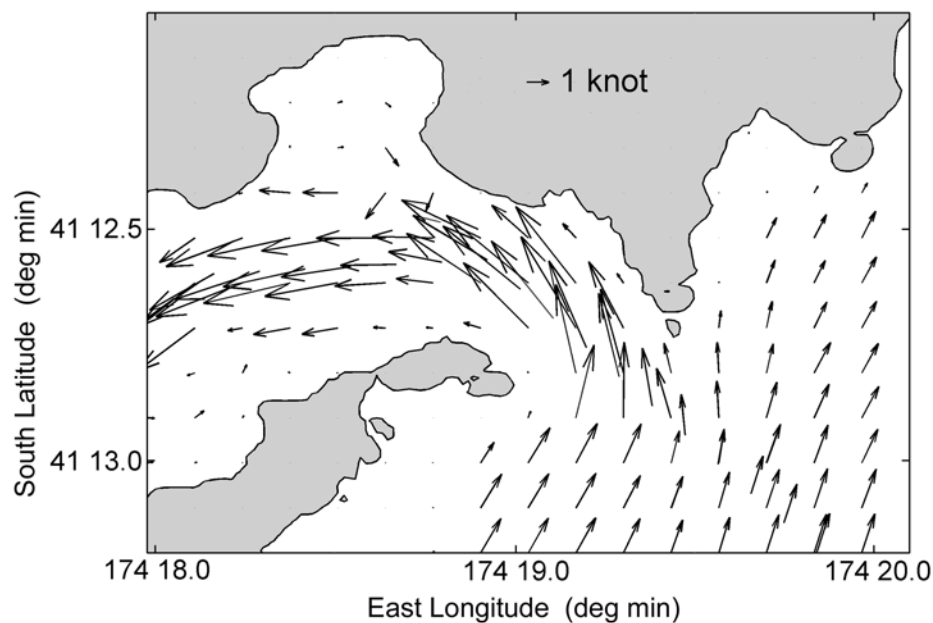 1 knot
41 12.5
41 13.0
South Latitude (deg min)
174 18.0
174 19.0
174 20.0
East Longitude (deg min)